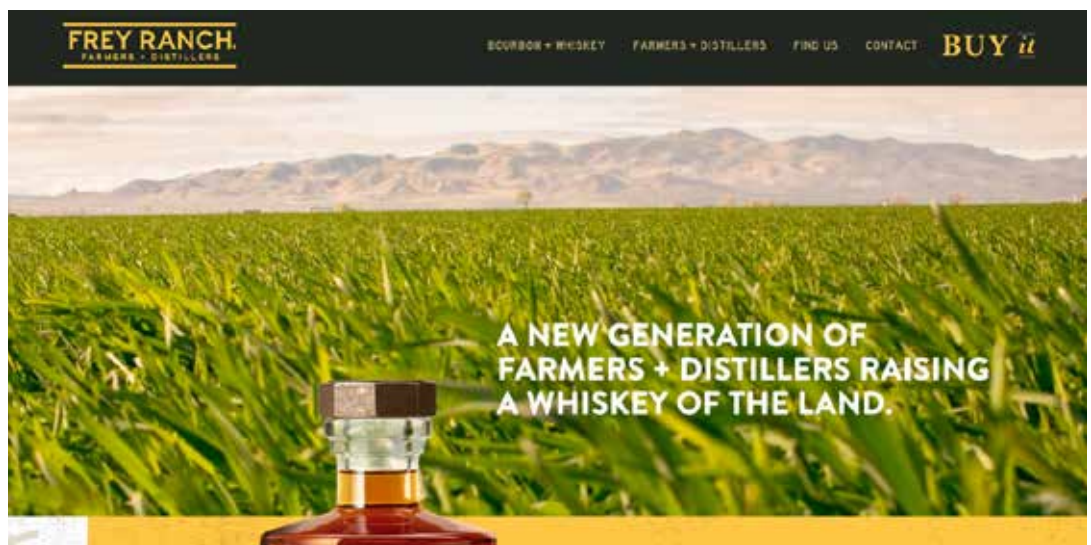 FREY RANCH
FARMERS + DISTILLERS
BOURBON + WHISKEY FARMERS + DISTILLERS FIND US CONTACT BUY it
A NEW GENERATION OF
FARMERS + DISTILLERS RAISING
A WHISKEY OF THE LAND.